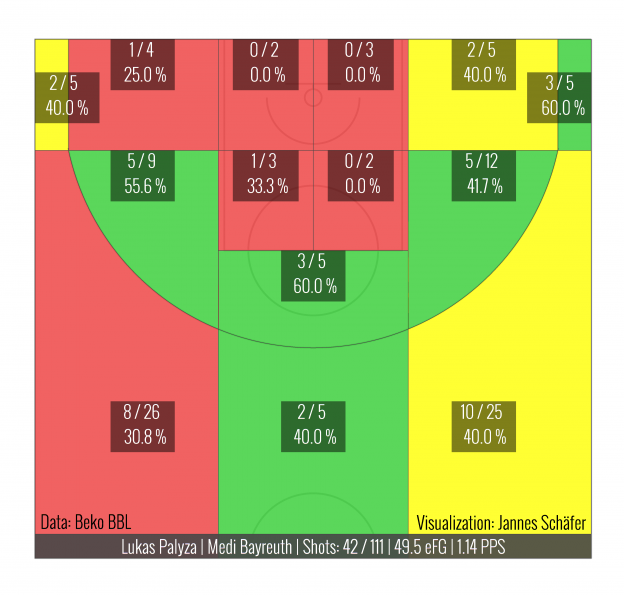 1 / 4
25.0 %
0 / 2
0.0 %
0 / 3
0.0 %
2 / 5
40.0 %
2 / 5
40.0 %
3 / 5
60.0 %
5 / 9
55.6 %
1 / 3
33.3 %
0 / 2
0.0 %
5 / 12
41.7 %
3 / 5
60.0 %
8 / 26
30.8 %
2 / 5
40.0 %
10 / 25
40.0 %
Data: Beko BBL
Visualization: Jannes Schäfer
Lukas Palyza | Medi Bayreuth | Shots: 42 / 111 | 49.5 eFG | 1.14 PPS